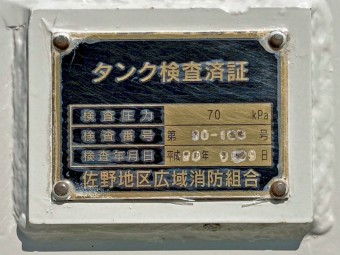 タンク検査済証
検査圧力 70 kPa
検査番号 第 号
検査年月日 平成 年 日
佐野地区広域消防組合